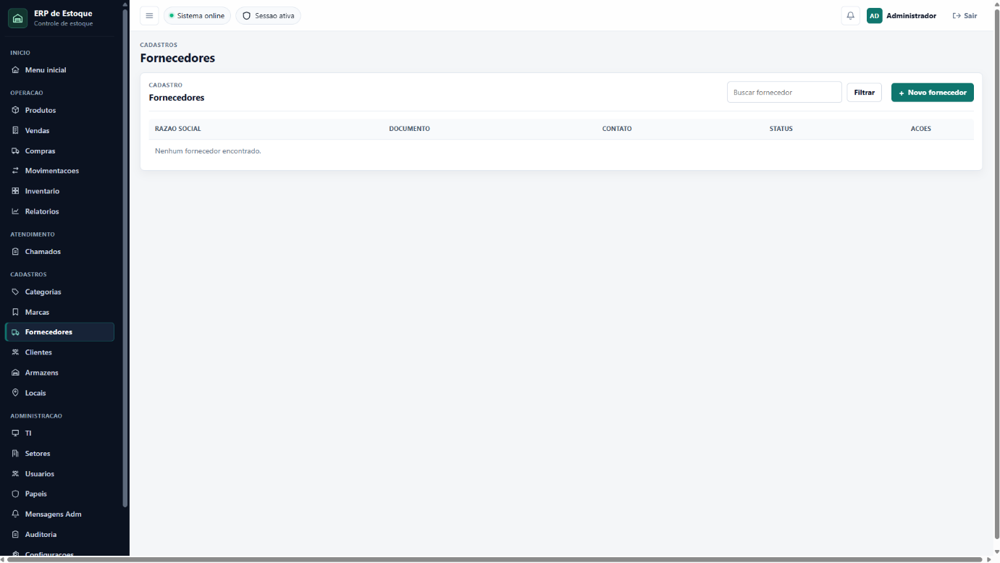 ERP de Estoque
Controle de estoque
INICIO
Menu inicial
OPERACAO
Produtos
Vendas
Compras
Movimentacoes
Inventario
Relatorios
ATENDIMENTO
Chamados
CADASTROS
Categorias
Marcas
Fornecedores
Clientes
Armazens
Locais
ADMINISTRACAO
TI
Setores
Usuarios
Papeis
Mensagens Adm
Auditoria
Configuracoes
Sistema online
Sessao ativa
AD Administrador
Sair
CADASTROS
Fornecedores
CADASTRO
Fornecedores
Buscar fornecedor
Filtrar
+ Novo fornecedor
RAZAO SOCIAL DOCUMENTO CONTATO STATUS ACOES
Nenhum fornecedor encontrado.